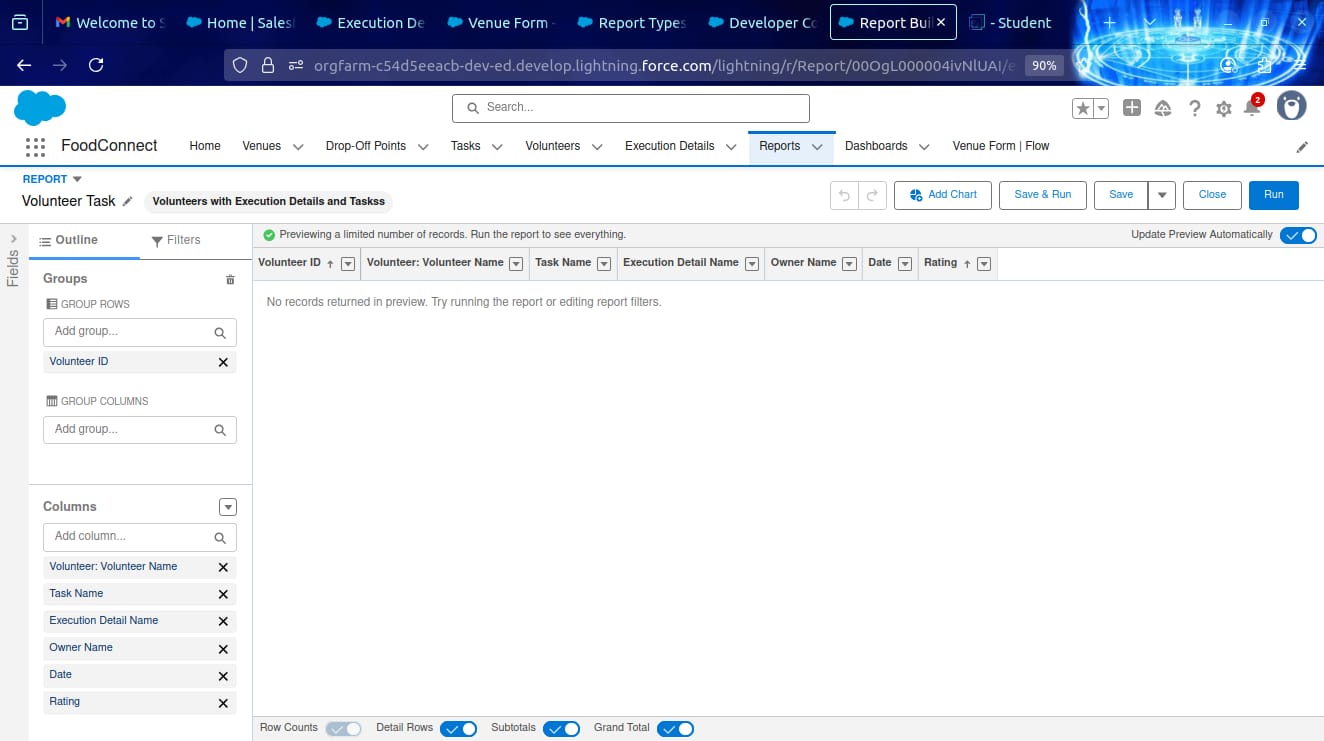 Welcome to S
Home | Salesf
Execution De
Venue Form -
Report Types
Developer Co
Report Bui
- Student
orgfarm-c54d5eeacb-dev-ed.develop.lightning.force.com/lightning/r/Report/00OgL000004ivNlUAI/e
90%
Search...
2
FoodConnect
Home
Venues
Drop-Off Points
Tasks
Volunteers
Execution Details
Reports
Dashboards
Venue Form | Flow
REPORT
Volunteer Task
Volunteers with Execution Details and Taskss
Add Chart
Save & Run
Save
Close
Run
Fields
Outline
Filters
Previewing a limited number of records. Run the report to see everything.
Update Preview Automatically
Groups
GROUP ROWS
Add group...
Volunteer ID
GROUP COLUMNS
Add group...
Columns
Add column...
Volunteer: Volunteer Name
Task Name
Execution Detail Name
Owner Name
Date
Rating
Volunteer ID
Volunteer: Volunteer Name
Task Name
Execution Detail Name
Owner Name
Date
Rating
No records returned in preview. Try running the report or editing report filters.
Row Counts
Detail Rows
Subtotals
Grand Total